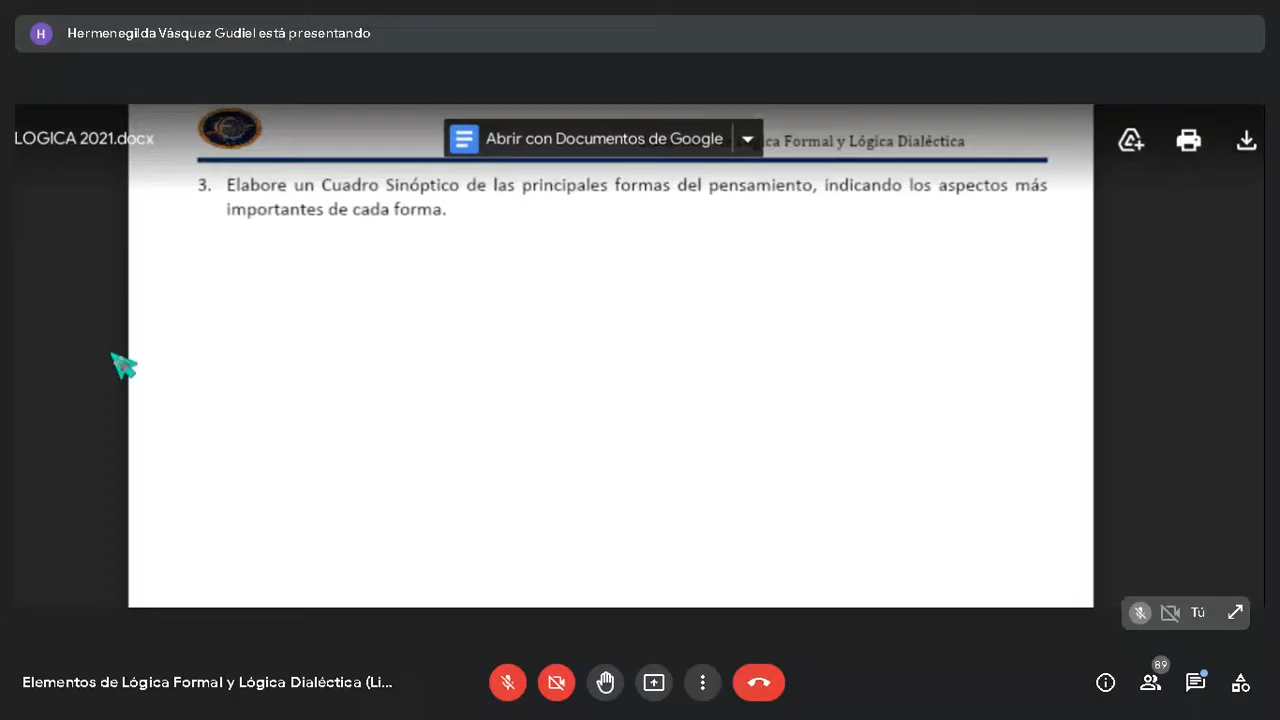 H Hermenegilda Vásquez Gudiel está presentando
LOGICA 2021.docx
Abrir con Documentos de Google
Formal y Lógica Dialéctica
3. Elabore un Cuadro Sinóptico de las principales formas del pensamiento, indicando los aspectos más
importantes de cada forma.
Tú
89
Elementos de Lógica Formal y Lógica Dialéctica (Li...